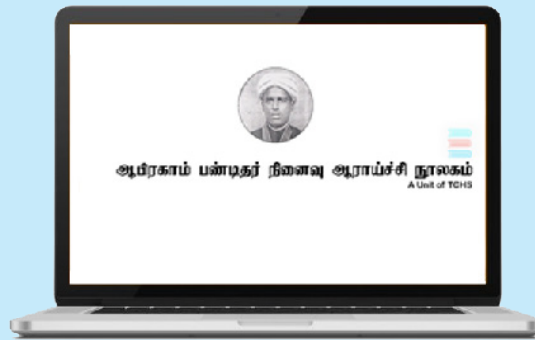 ஆபிரகாம் பண்டிதர் நினைவு ஆராய்ச்சி நூலகம்
A Unit of TCHS